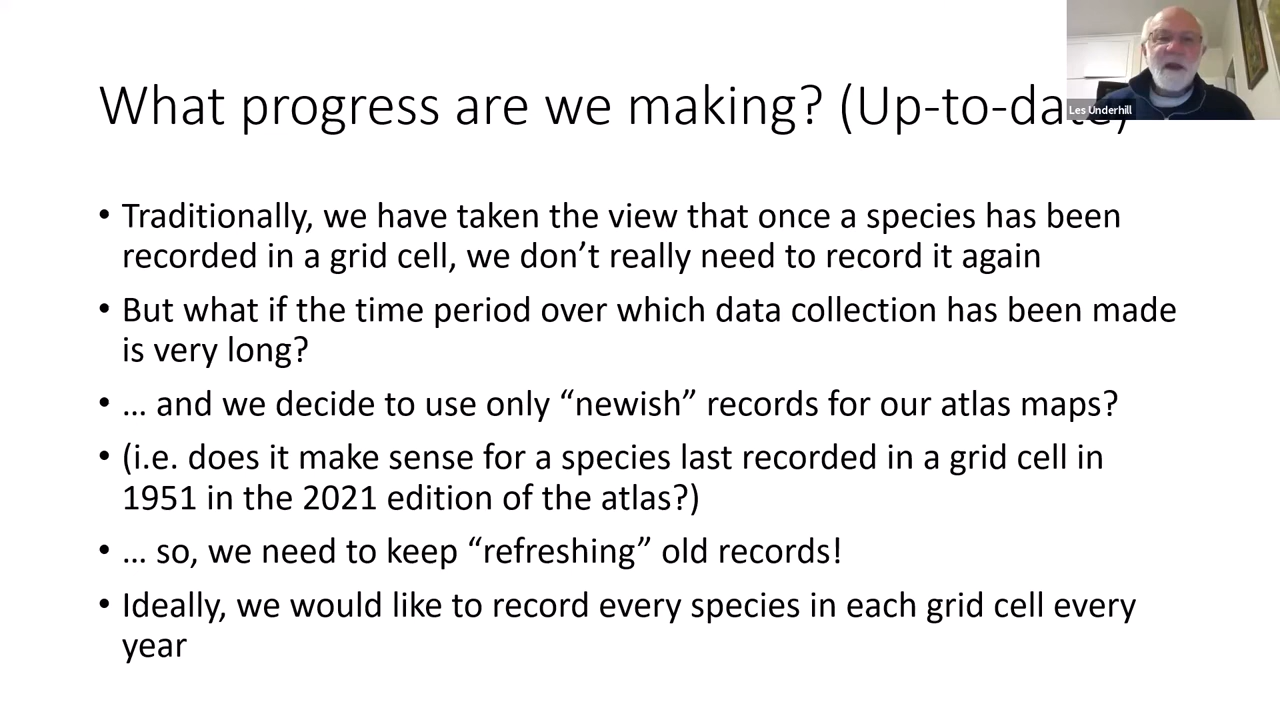 What progress are we making? (Up-to-date)
Les Underhill
• Traditionally, we have taken the view that once a species has been
recorded in a grid cell, we don’t really need to record it again
• But what if the time period over which data collection has been made
is very long?
• … and we decide to use only “newish” records for our atlas maps?
• (i.e. does it make sense for a species last recorded in a grid cell in
1951 in the 2021 edition of the atlas?)
• … so, we need to keep “refreshing” old records!
• Ideally, we would like to record every species in each grid cell every
year